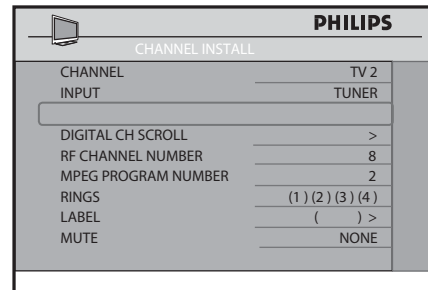 PHILIPS
CHANNEL INSTALL
CHANNEL TV 2
INPUT TUNER
DIGITAL CH SCROLL >
RF CHANNEL NUMBER 8
MPEG PROGRAM NUMBER 2
RINGS (1 ) (2 ) (3 ) (4 )
LABEL ( ) >
MUTE NONE